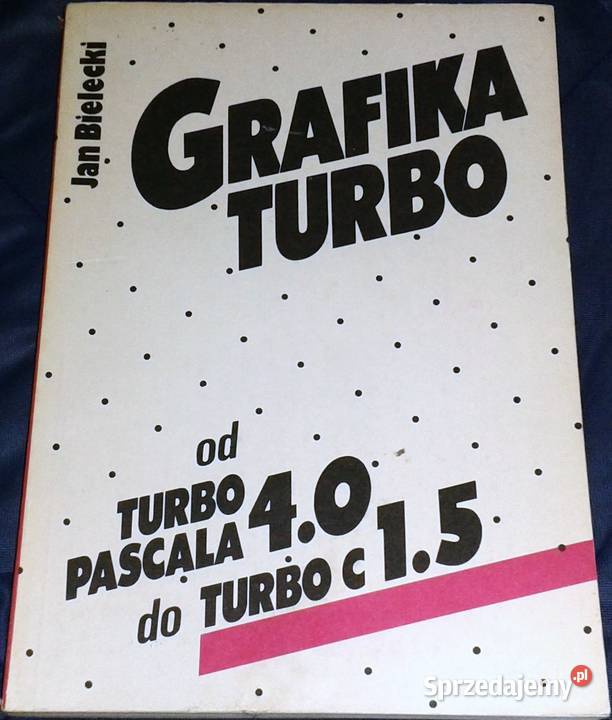 Jan Bielecki
GRAFIKA
TURBO
od
TURBO
PASCALA 4.0
do TURBO C 1.5
Sprzedajemy.pl